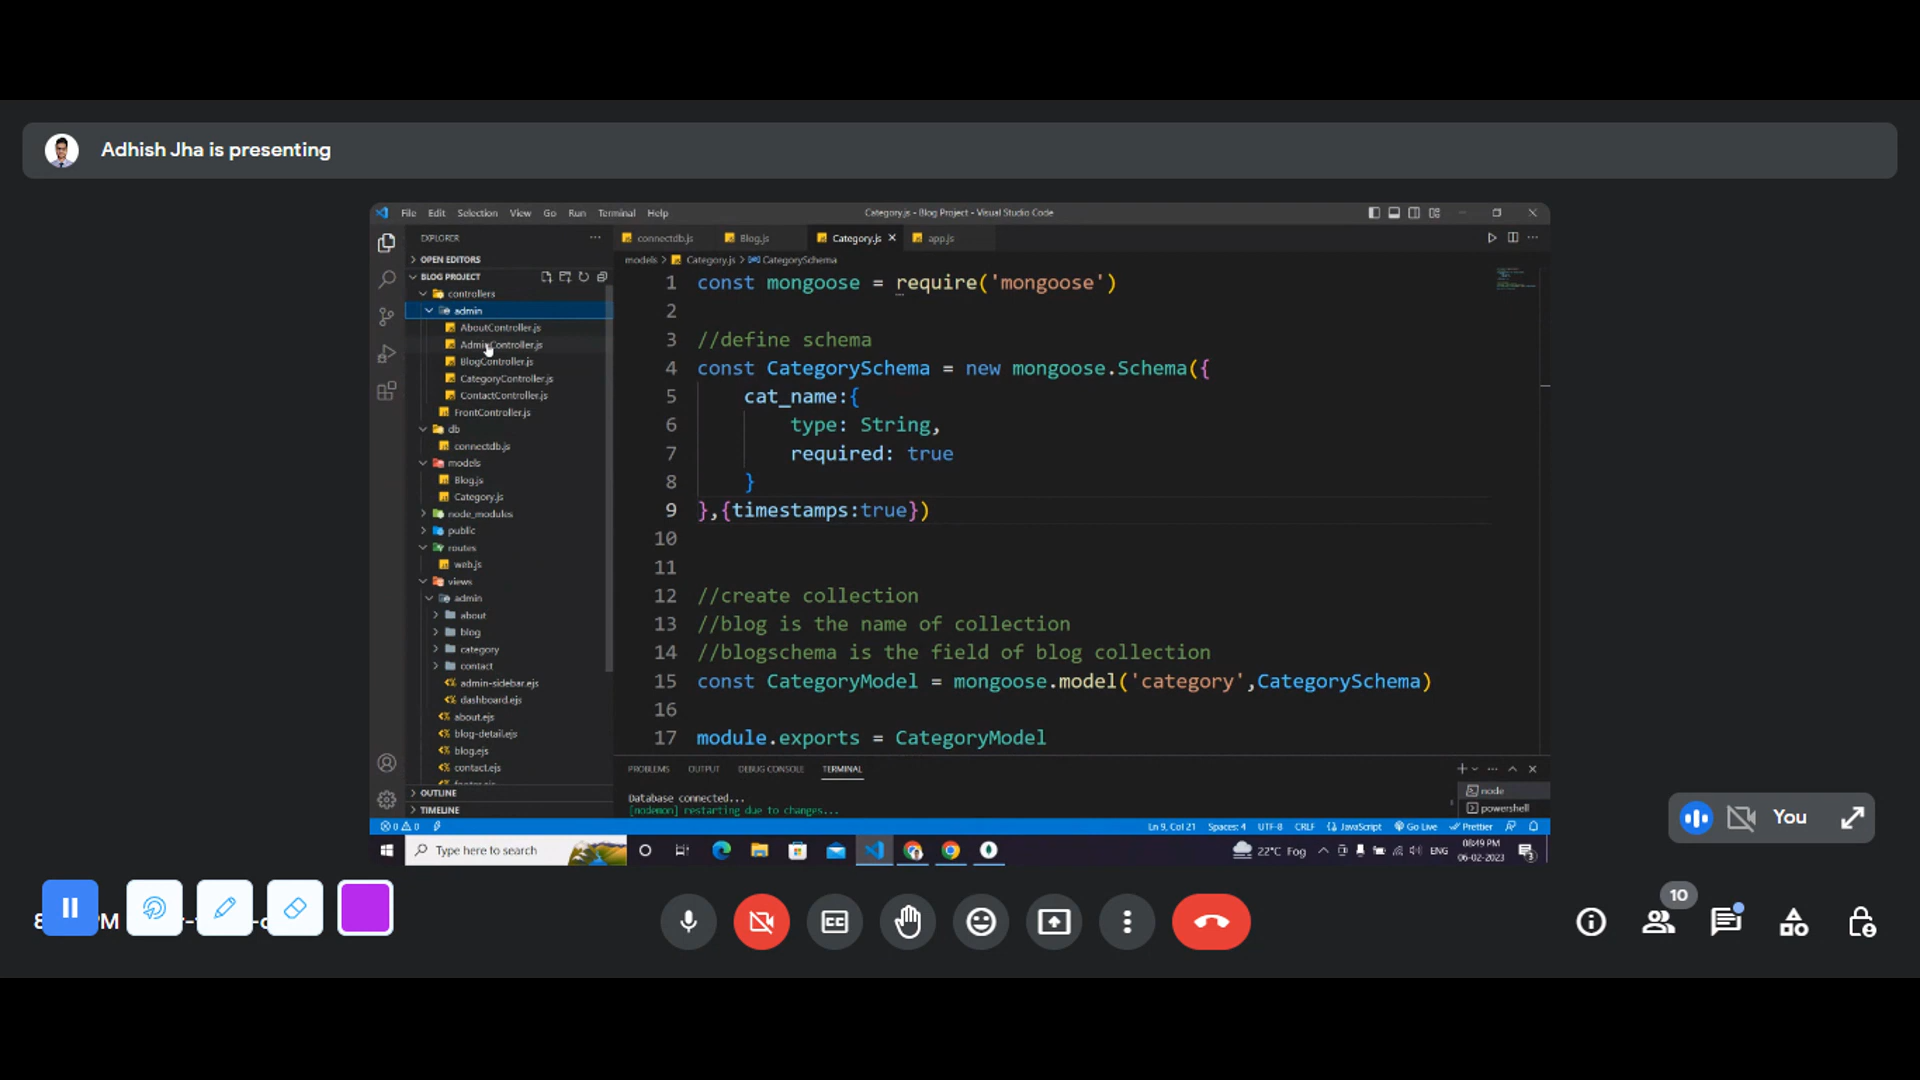 Adhish Jha is presenting
File Edit Selection View Go Run Terminal Help
Category.js - Blog Project - Visual Studio Code
EXPLORER
connectdb.js Blog.js Category.js app.js
OPEN EDITORS
models > Category.js > CategorySchema
BLOG PROJECT
controllers
admin
AboutController.js
AdminController.js
BlogController.js
CategoryController.js
ContactController.js
FrontController.js
db
connectdb.js
models
Blog.js
Category.js
node_modules
public
routes
web.js
views
admin
about
blog
category
contact
admin-sidebar.ejs
dashboard.ejs
about.ejs
blog-detail.ejs
blog.ejs
contact.ejs
OUTLINE
TIMELINE
1 const mongoose = require('mongoose')
2
3 //define schema
4 const CategorySchema = new mongoose.Schema({
5 cat_name:{
6 type: String,
7 required: true
8 }
9 },{timestamps:true})
10
11
12 //create collection
13 //blog is the name of collection
14 //blogschema is the field of blog collection
15 const CategoryModel = mongoose.model('category',CategorySchema)
16
17 module.exports = CategoryModel
PROBLEMS OUTPUT DEBUG CONSOLE TERMINAL
Database connected...
[nodemon] restarting due to changes...
node
powershell
0 0 Ln 9, Col 21 Spaces: 4 UTF-8 CRLF JavaScript Go Live Prettier
Type here to search
22°C Fog ENG 08:49 PM
06-02-2023
3
You
CC
10